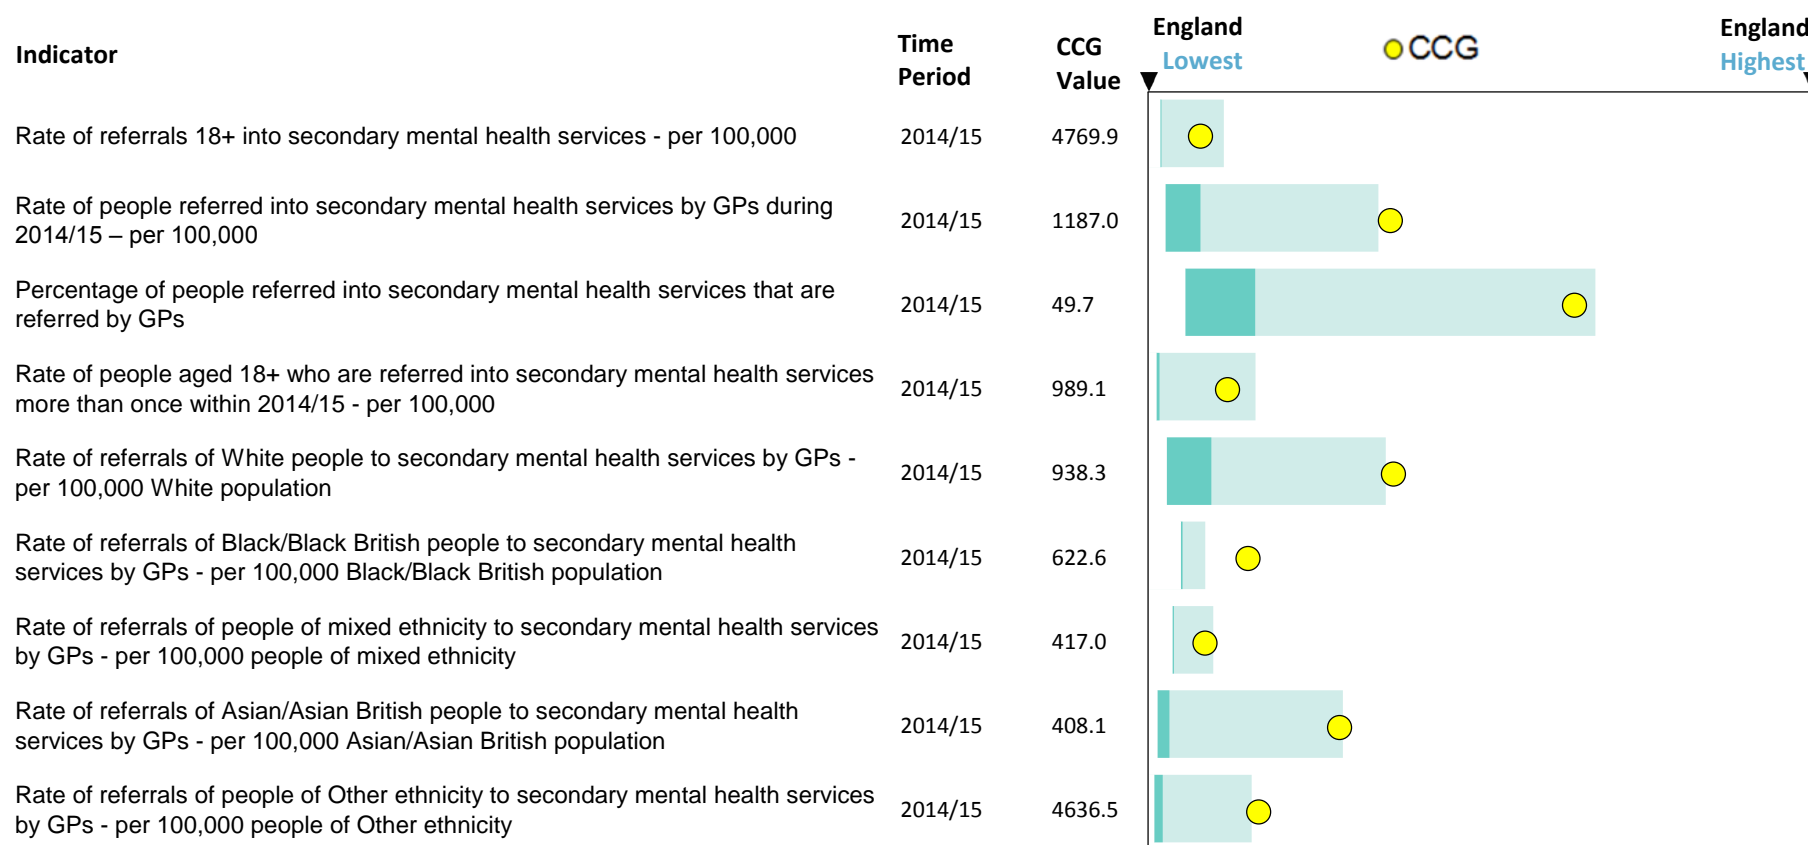 Indicator
Time
Period
CCG
Value
England
Lowest
CCG
England
Highest
Rate of referrals 18+ into secondary mental health services - per 100,000
2014/15
4769.9
Rate of people referred into secondary mental health services by GPs during
2014/15 – per 100,000
2014/15
1187.0
Percentage of people referred into secondary mental health services that are
referred by GPs
2014/15
49.7
Rate of people aged 18+ who are referred into secondary mental health services
more than once within 2014/15 - per 100,000
2014/15
989.1
Rate of referrals of White people to secondary mental health services by GPs -
per 100,000 White population
2014/15
938.3
Rate of referrals of Black/Black British people to secondary mental health
services by GPs - per 100,000 Black/Black British population
2014/15
622.6
Rate of referrals of people of mixed ethnicity to secondary mental health services
by GPs - per 100,000 people of mixed ethnicity
2014/15
417.0
Rate of referrals of Asian/Asian British people to secondary mental health
services by GPs - per 100,000 Asian/Asian British population
2014/15
408.1
Rate of referrals of people of Other ethnicity to secondary mental health services
by GPs - per 100,000 people of Other ethnicity
2014/15
4636.5